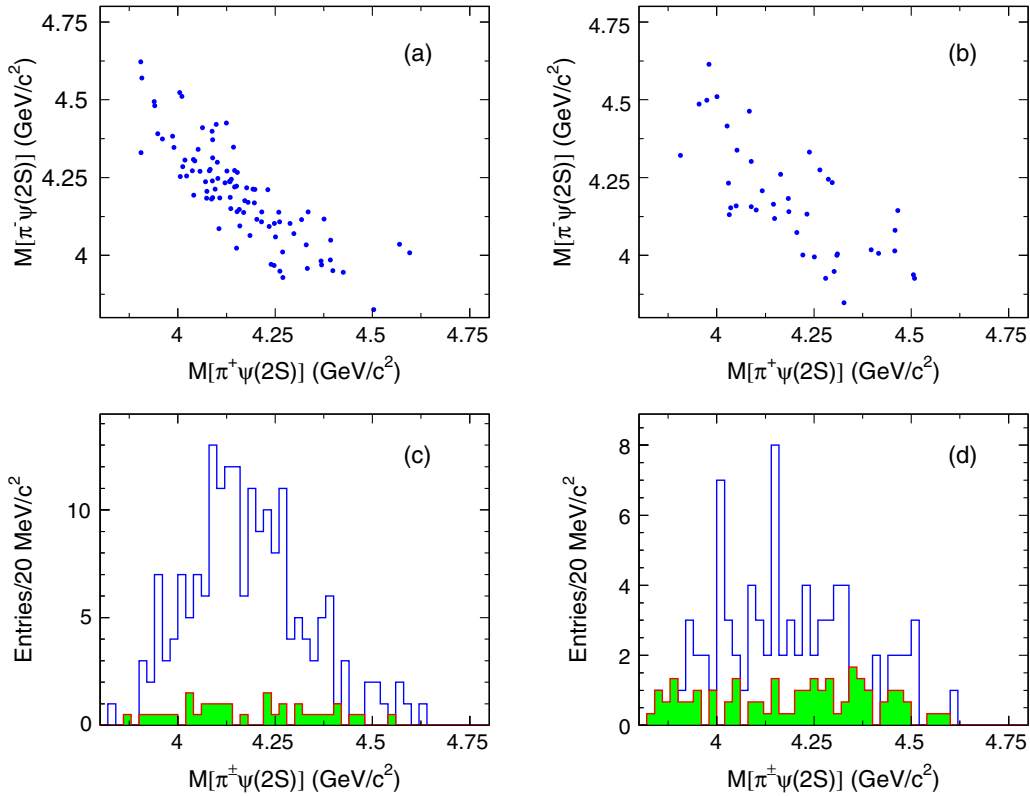 (a)
4.75
4.5
4.25
4
M[π⁻ψ(2S)] (GeV/c²)
4 4.25 4.5 4.75
M[π⁺ψ(2S)] (GeV/c²)
(b)
4.75
4.5
4.25
4
M[π⁻ψ(2S)] (GeV/c²)
4 4.25 4.5 4.75
M[π⁺ψ(2S)] (GeV/c²)
(c)
10
5
0
Entries/20 MeV/c²
4 4.25 4.5 4.75
M[π±ψ(2S)] (GeV/c²)
(d)
8
6
4
2
0
Entries/20 MeV/c²
4 4.25 4.5 4.75
M[π±ψ(2S)] (GeV/c²)